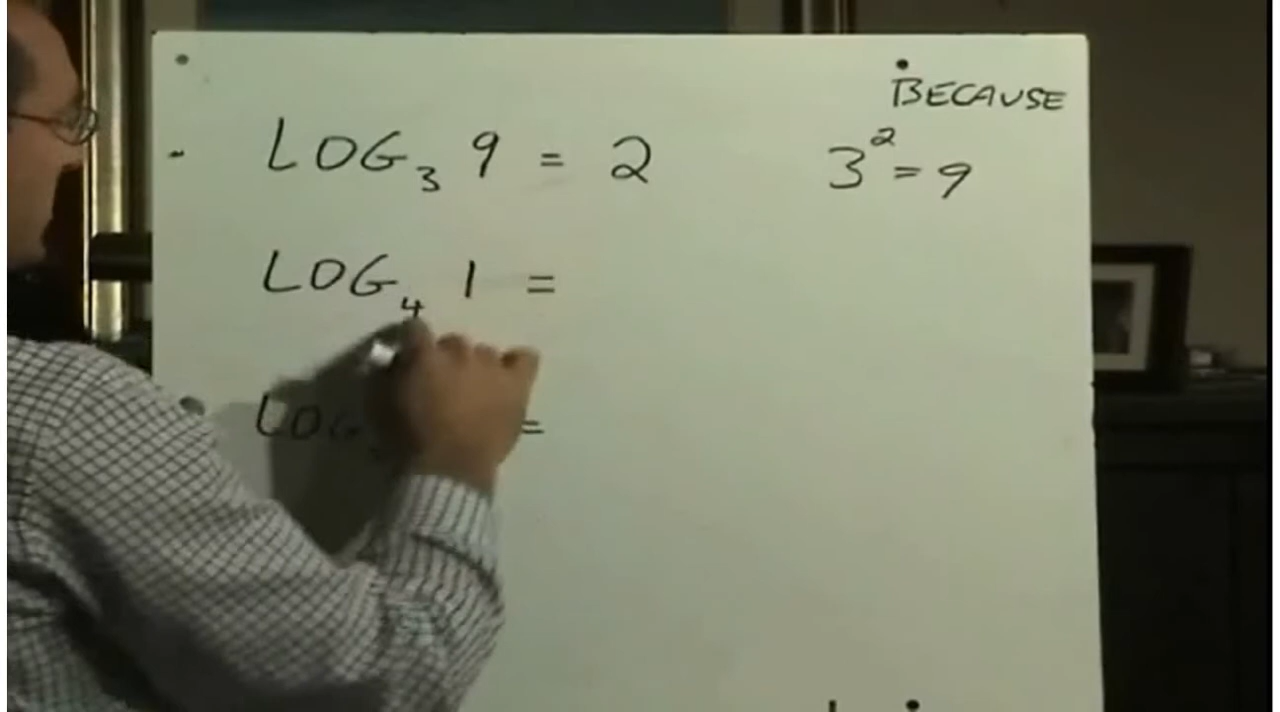 BECAUSE
LOG₃ 9 = 2 3² = 9
LOG₄ 1 =
LOG =